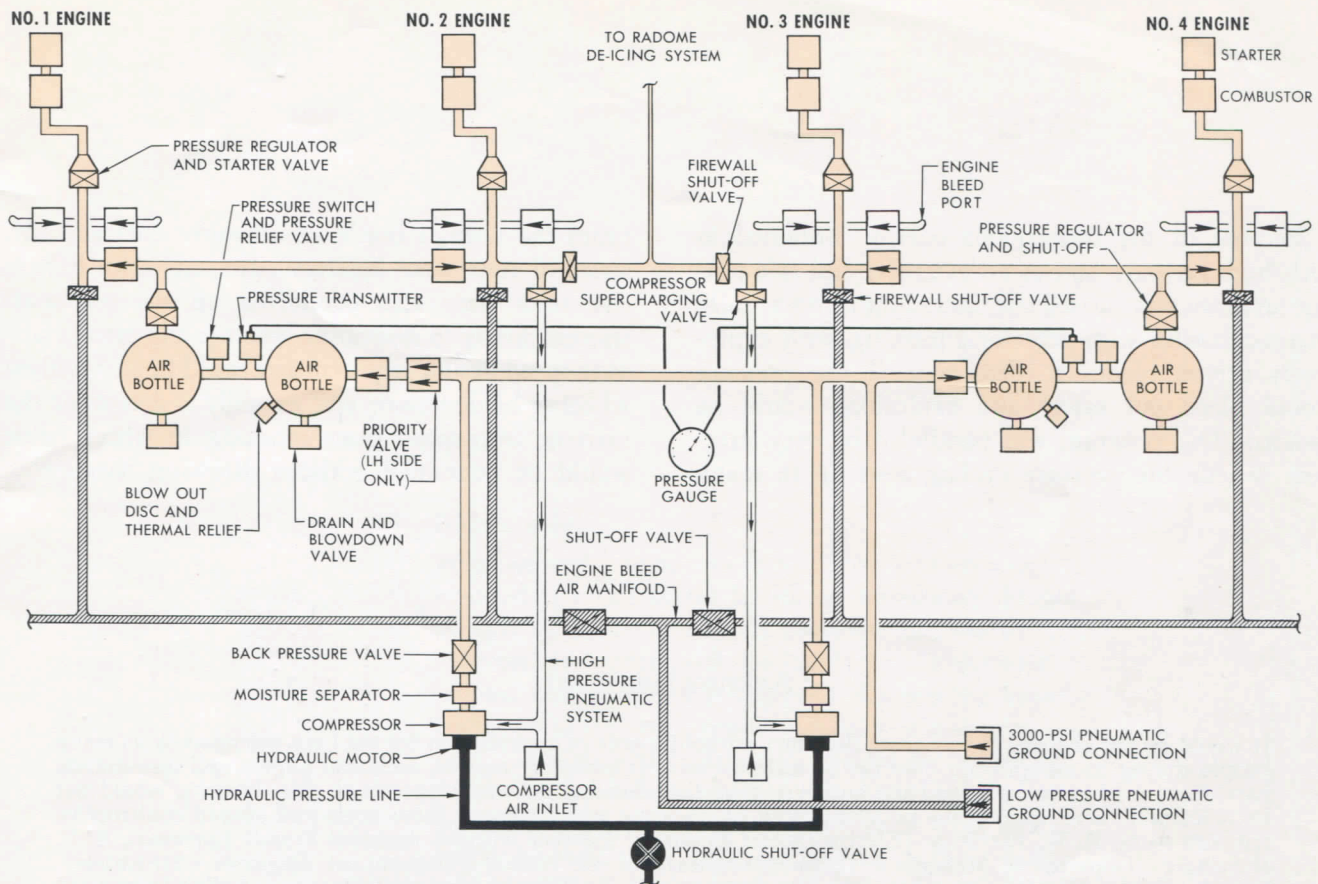 NO. 1 ENGINE
NO. 2 ENGINE
NO. 3 ENGINE
NO. 4 ENGINE
TO RADOME
DE-ICING SYSTEM
STARTER
COMBUSTOR
PRESSURE REGULATOR
AND STARTER VALVE
FIREWALL
SHUT-OFF
VALVE
ENGINE
BLEED
PORT
PRESSURE SWITCH
AND PRESSURE
RELIEF VALVE
PRESSURE REGULATOR
AND SHUT-OFF
PRESSURE TRANSMITTER
COMPRESSOR
SUPERCHARGING
VALVE
FIREWALL SHUT-OFF VALVE
AIR
BOTTLE
AIR
BOTTLE
AIR
BOTTLE
AIR
BOTTLE
PRIORITY
VALVE
(LH SIDE
ONLY)
PRESSURE
GAUGE
BLOW OUT
DISC AND
THERMAL RELIEF
DRAIN AND
BLOWDOWN
VALVE
SHUT-OFF VALVE
ENGINE BLEED
AIR MANIFOLD
BACK PRESSURE VALVE
HIGH
PRESSURE
PNEUMATIC
SYSTEM
MOISTURE SEPARATOR
COMPRESSOR
HYDRAULIC MOTOR
HYDRAULIC PRESSURE LINE
COMPRESSOR
AIR INLET
3000-PSI PNEUMATIC
GROUND CONNECTION
LOW PRESSURE PNEUMATIC
GROUND CONNECTION
HYDRAULIC SHUT-OFF VALVE